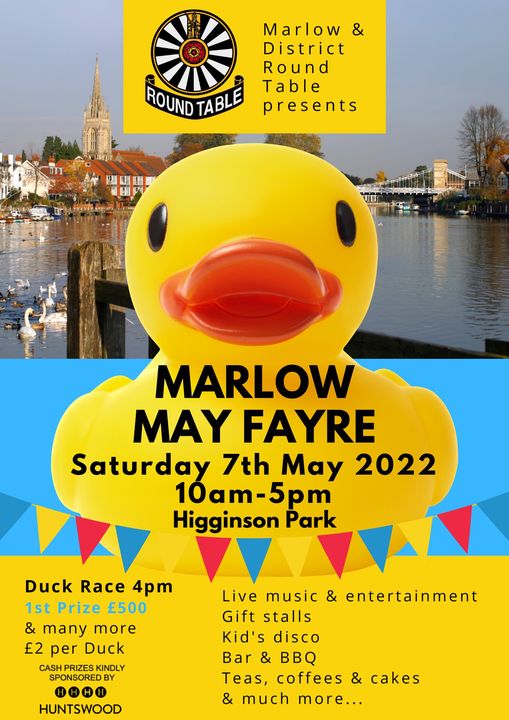 Marlow &
District
Round
Table
presents
ROUND TABLE
MARLOW
MAY FAYRE
Saturday 7th May 2022
10am-5pm
Higginson Park
Duck Race 4pm
1st Prize £500
& many more
£2 per Duck
CASH PRIZES KINDLY
SPONSORED BY
HUNTSWOOD
Live music & entertainment
Gift stalls
Kid's disco
Bar & BBQ
Teas, coffees & cakes
& much more...